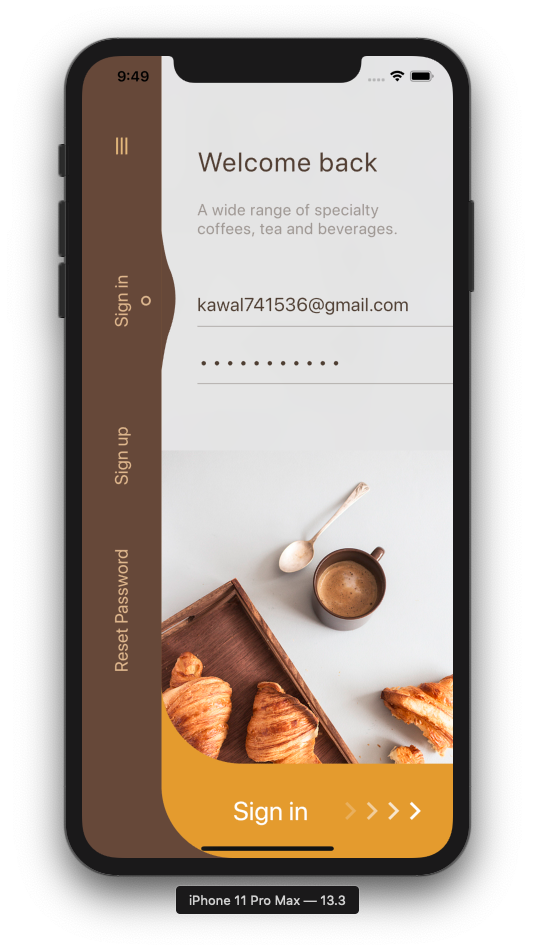 9:49
Welcome back
A wide range of specialty
coffees, tea and beverages.
Sign in
kawal741536@gmail.com
•••••••••••
Sign up
Reset Password
Sign in
iPhone 11 Pro Max — 13.3